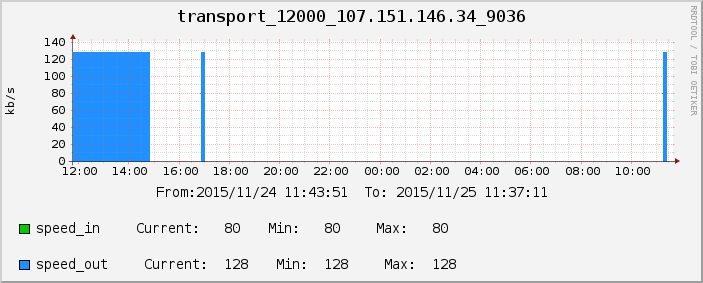 transport_12000_107.151.146.34_9036
RRDTOOL / TOBI OETIKER
kb/s
140
120
100
80
60
40
20
0
12:00 14:00 16:00 18:00 20:00 22:00 00:00 02:00 04:00 06:00 08:00 10:00
From:2015/11/24 11:43:51 To: 2015/11/25 11:37:11
speed_in Current: 80 Min: 80 Max: 80
speed_out Current: 128 Min: 128 Max: 128